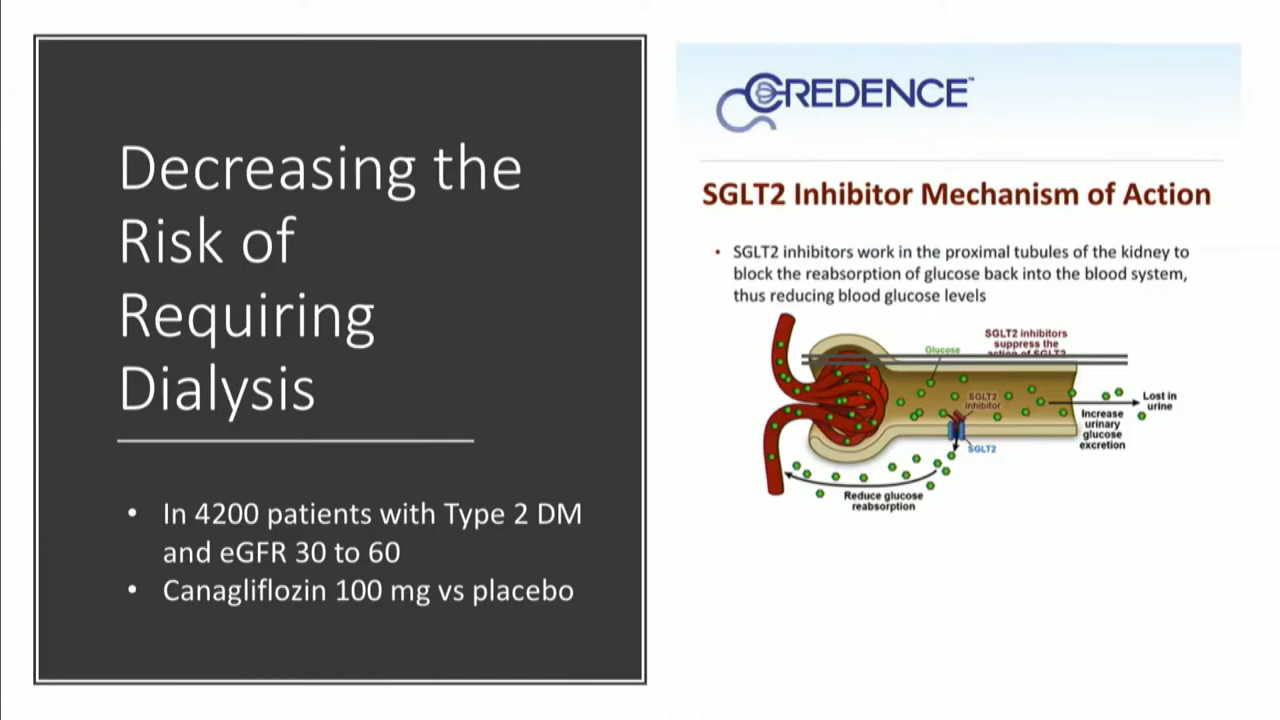 Decreasing the
Risk of
Requiring
Dialysis
• In 4200 patients with Type 2 DM
and eGFR 30 to 60
• Canagliflozin 100 mg vs placebo
CREDENCE™
SGLT2 Inhibitor Mechanism of Action
• SGLT2 inhibitors work in the proximal tubules of the kidney to
block the reabsorption of glucose back into the blood system,
thus reducing blood glucose levels
SGLT2 inhibitors
suppress the
action of SGLT2
Glucose
SGLT2
inhibitor
SGLT2
Lost in
urine
Increase
urinary
glucose
excretion
Reduce glucose
reabsorption